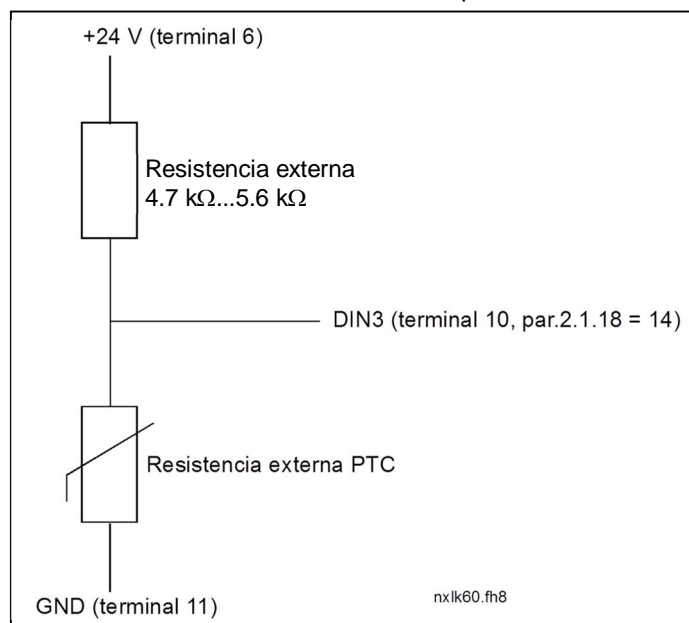 +24 V (terminal 6)
Resistencia externa
4.7 kΩ...5.6 kΩ
DIN3 (terminal 10, par.2.1.18 = 14)
Resistencia externa PTC
GND (terminal 11)
nxlk60.fh8